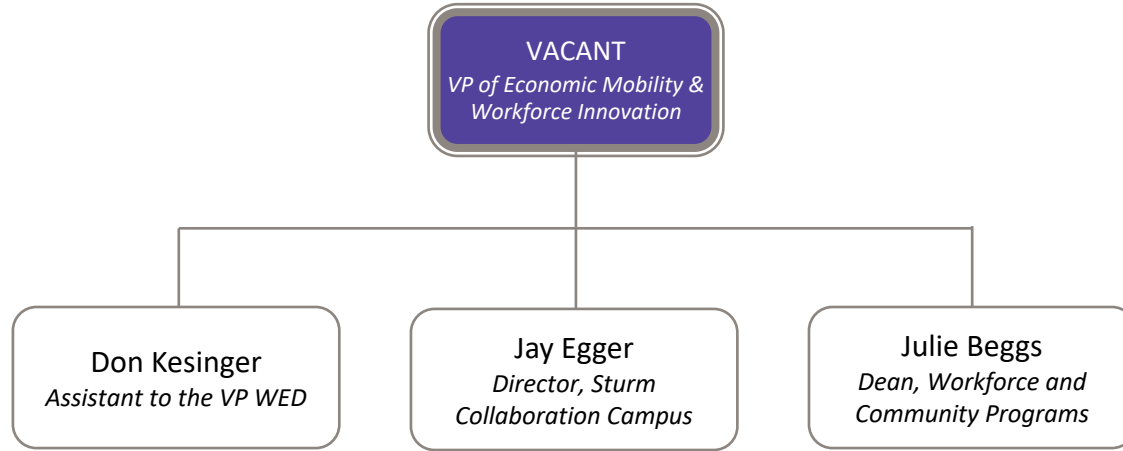 VACANT
VP of Economic Mobility &
Workforce Innovation
Don Kesinger
Assistant to the VP WED
Jay Egger
Director, Sturm
Collaboration Campus
Julie Beggs
Dean, Workforce and
Community Programs